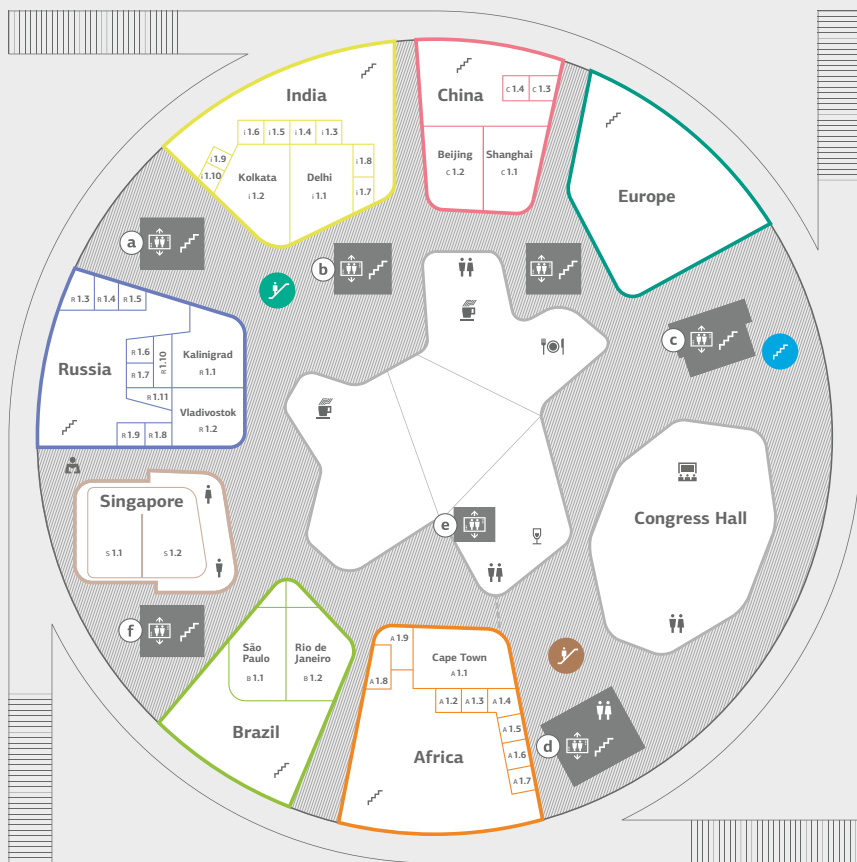 India
i 1.6
i 1.5
i 1.4
i 1.3
i 1.9
i 1.10
i 1.8
i 1.7
Kolkata
i 1.2
Delhi
i 1.1
China
C 1.4
C 1.3
Beijing
C 1.2
Shanghai
C 1.1
Europe
a
b
c
R 1.3
R 1.4
R 1.5
Russia
R 1.6
R 1.7
R 1.10
R 1.11
R 1.9
R 1.8
Kalinigrad
R 1.1
Vladivostok
R 1.2
Singapore
S 1.1
S 1.2
e
Congress Hall
f
São
Paulo
B 1.1
Rio de
Janeiro
B 1.2
Brazil
A 1.9
A 1.8
Cape Town
A 1.1
A 1.2
A 1.3
A 1.4
A 1.5
A 1.6
A 1.7
Africa
d